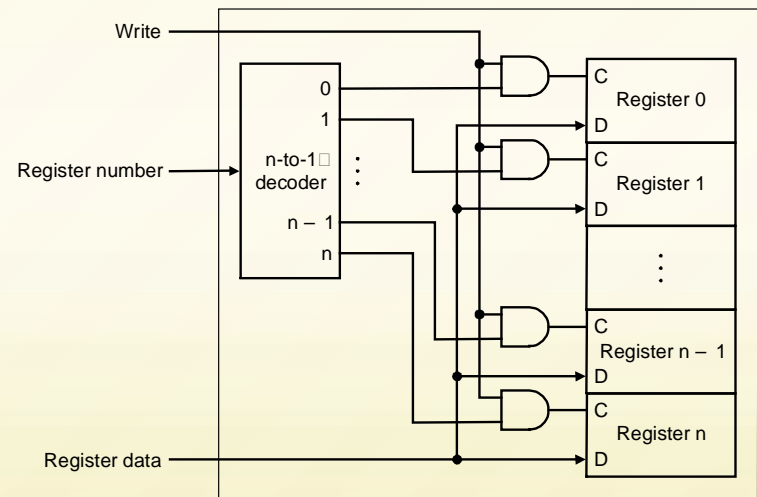 Write
0
C
Register 0
1
D
n-to-1□
decoder
C
Register number
Register 1
D
n – 1
n
C
Register n – 1
D
C
Register n
Register data
D